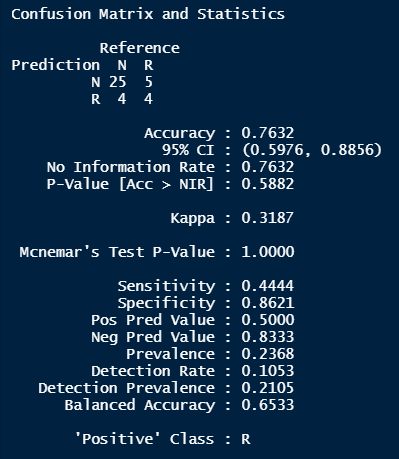 Confusion Matrix and Statistics
Reference
Prediction N R
N 25 5
R 4 4
Accuracy : 0.7632
95% CI : (0.5976, 0.8856)
No Information Rate : 0.7632
P-Value [Acc > NIR] : 0.5882
Kappa : 0.3187
Mcnemar's Test P-Value : 1.0000
Sensitivity : 0.4444
Specificity : 0.8621
Pos Pred Value : 0.5000
Neg Pred Value : 0.8333
Prevalence : 0.2368
Detection Rate : 0.1053
Detection Prevalence : 0.2105
Balanced Accuracy : 0.6533
'Positive' Class : R